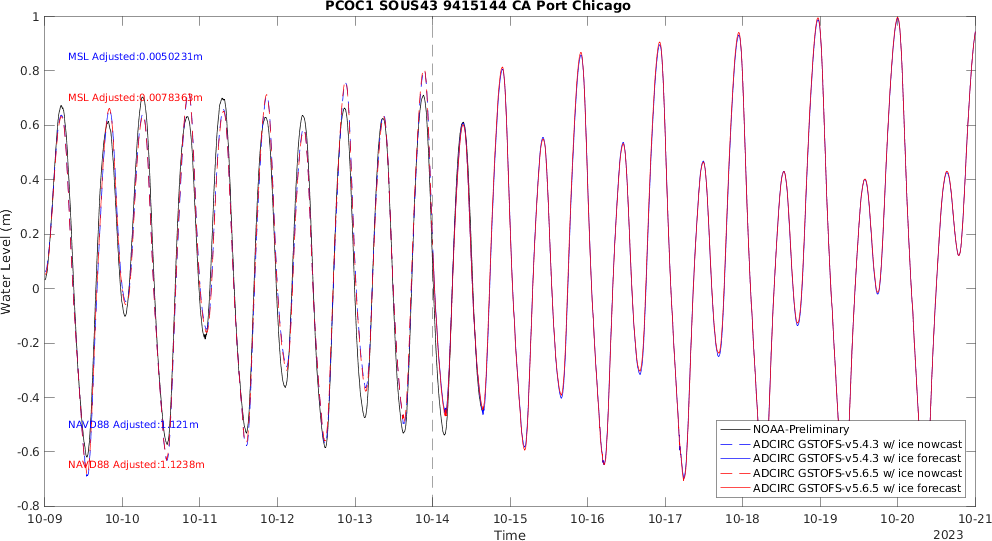 PCOC1 SOUS43 9415144 CA Port Chicago
Water Level (m)
1
0.8
0.6
0.4
0.2
0
-0.2
-0.4
-0.6
-0.8
MSL Adjusted:0.0050231m
MSL Adjusted:0.0078363m
NAVD88 Adjusted:1.121m
NAVD88 Adjusted:1.1238m
NOAA-Preliminary
ADCIRC GSTOFS-v5.4.3 w/ ice nowcast
ADCIRC GSTOFS-v5.4.3 w/ ice forecast
ADCIRC GSTOFS-v5.6.5 w/ ice nowcast
ADCIRC GSTOFS-v5.6.5 w/ ice forecast
10-09 10-10 10-11 10-12 10-13 10-14 10-15 10-16 10-17 10-18 10-19 10-20 10-21
Time
2023